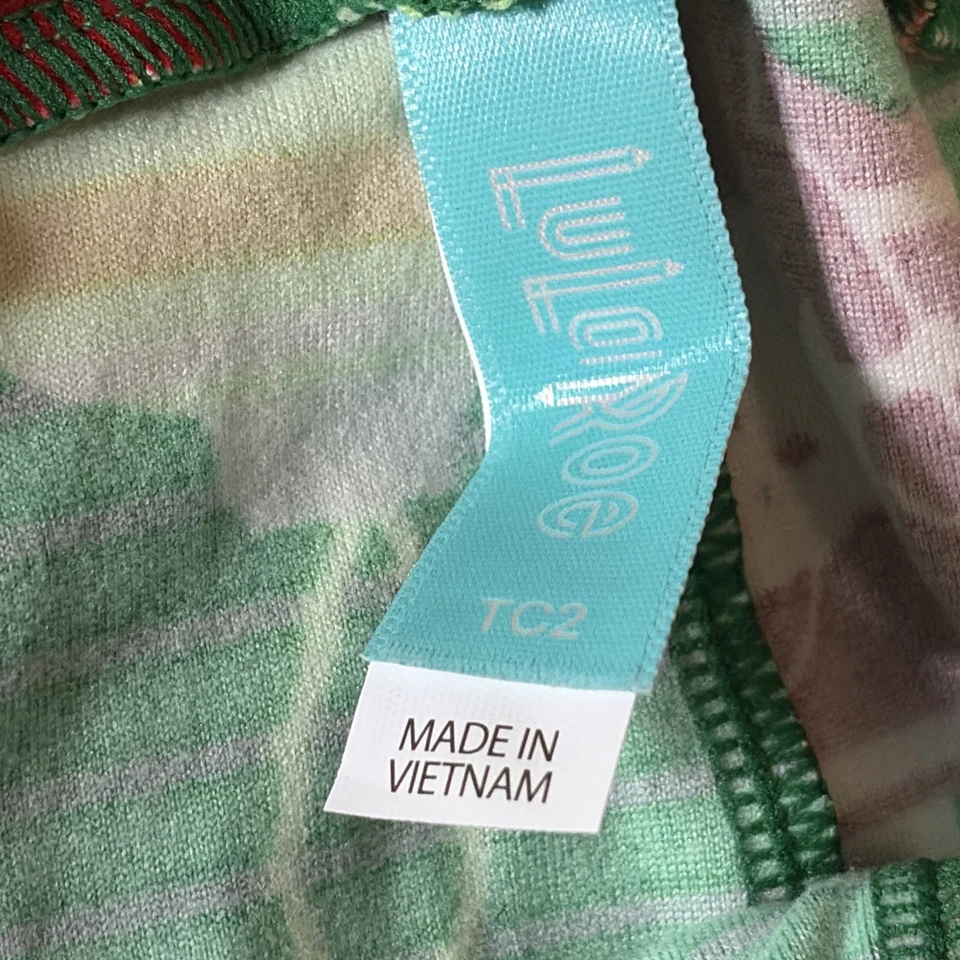 LuLaRoe
TC2
MADE IN
VIETNAM